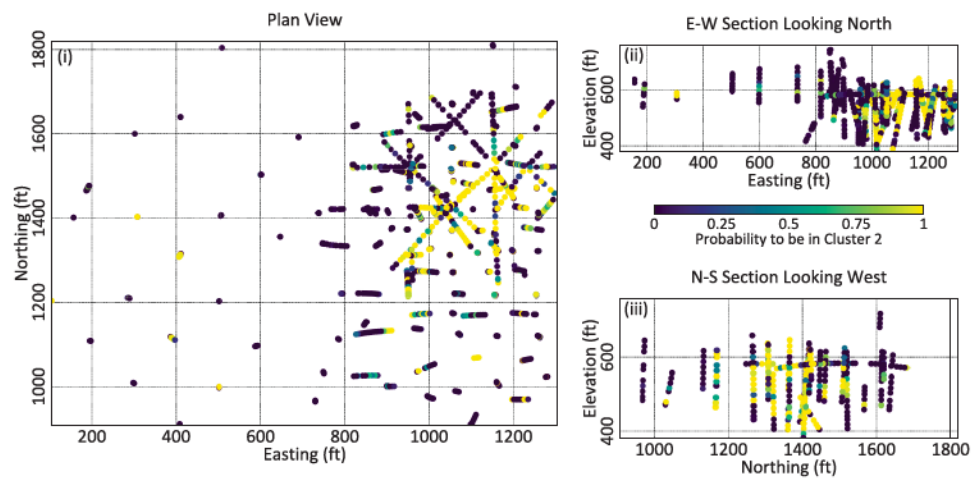 Plan View
(i)
1800
1600
1400
1200
1000
Northing (ft)
200 400 600 800 1000 1200
Easting (ft)
E-W Section Looking North
(ii)
600
400
Elevation (ft)
200 400 600 800 1000 1200
Easting (ft)
0 0.25 0.5 0.75 1
Probability to be in Cluster 2
N-S Section Looking West
(iii)
600
400
Elevation (ft)
1000 1200 1400 1600 1800
Northing (ft)